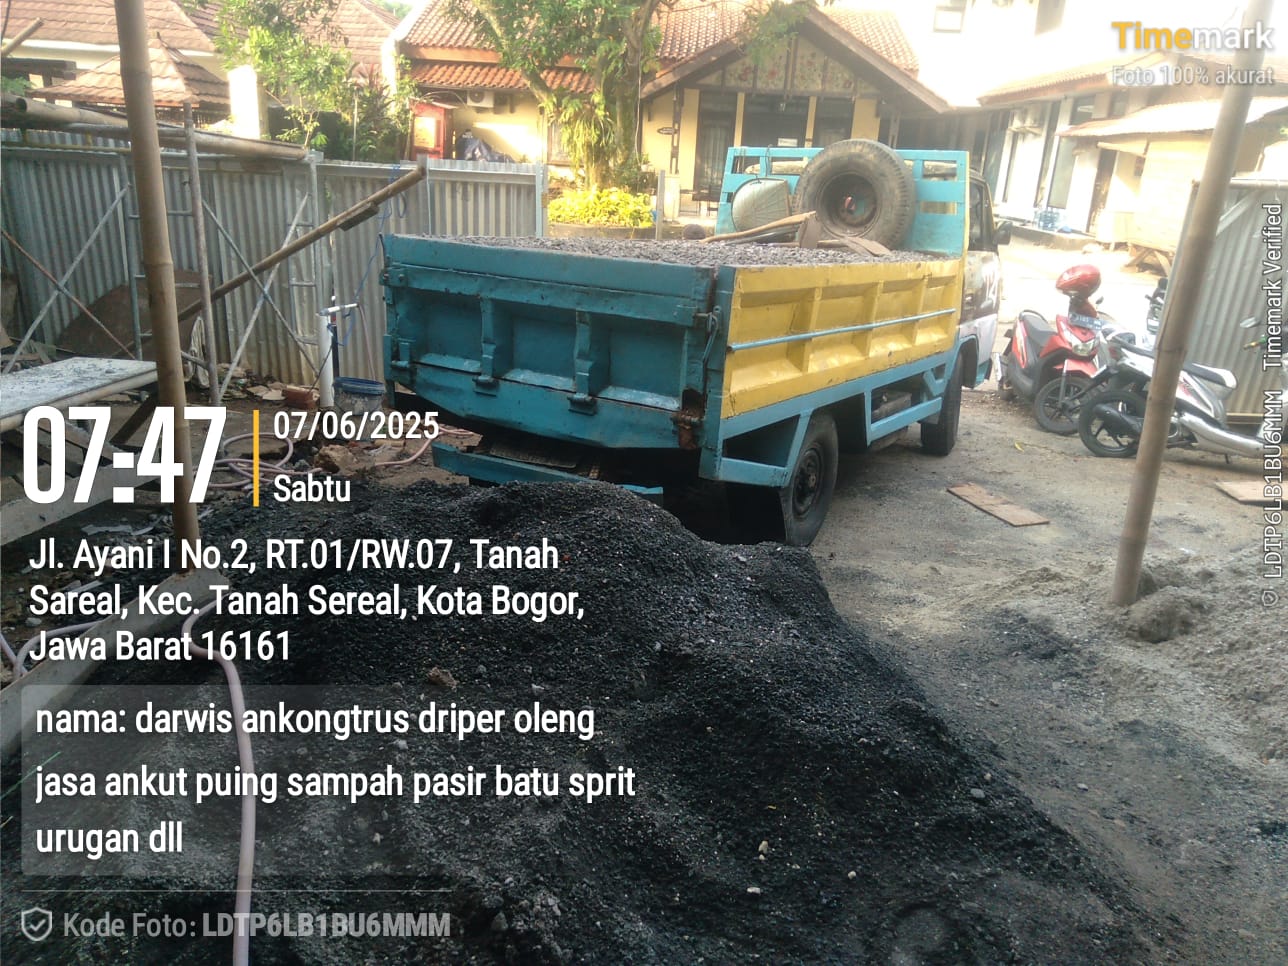 Timemark
Foto 100% akurat
07:47
07/06/2025
Sabtu
Jl. Ayani I No.2, RT.01/RW.07, Tanah
Sareal, Kec. Tanah Sereal, Kota Bogor,
Jawa Barat 16161
nama: darwis ankongtrus driper oleng
jasa ankut puing sampah pasir batu sprit
urugan dll
Kode Foto: LDTP6LB1BU6MMM
LDTP6LB1BU6MMM Timemark Verified